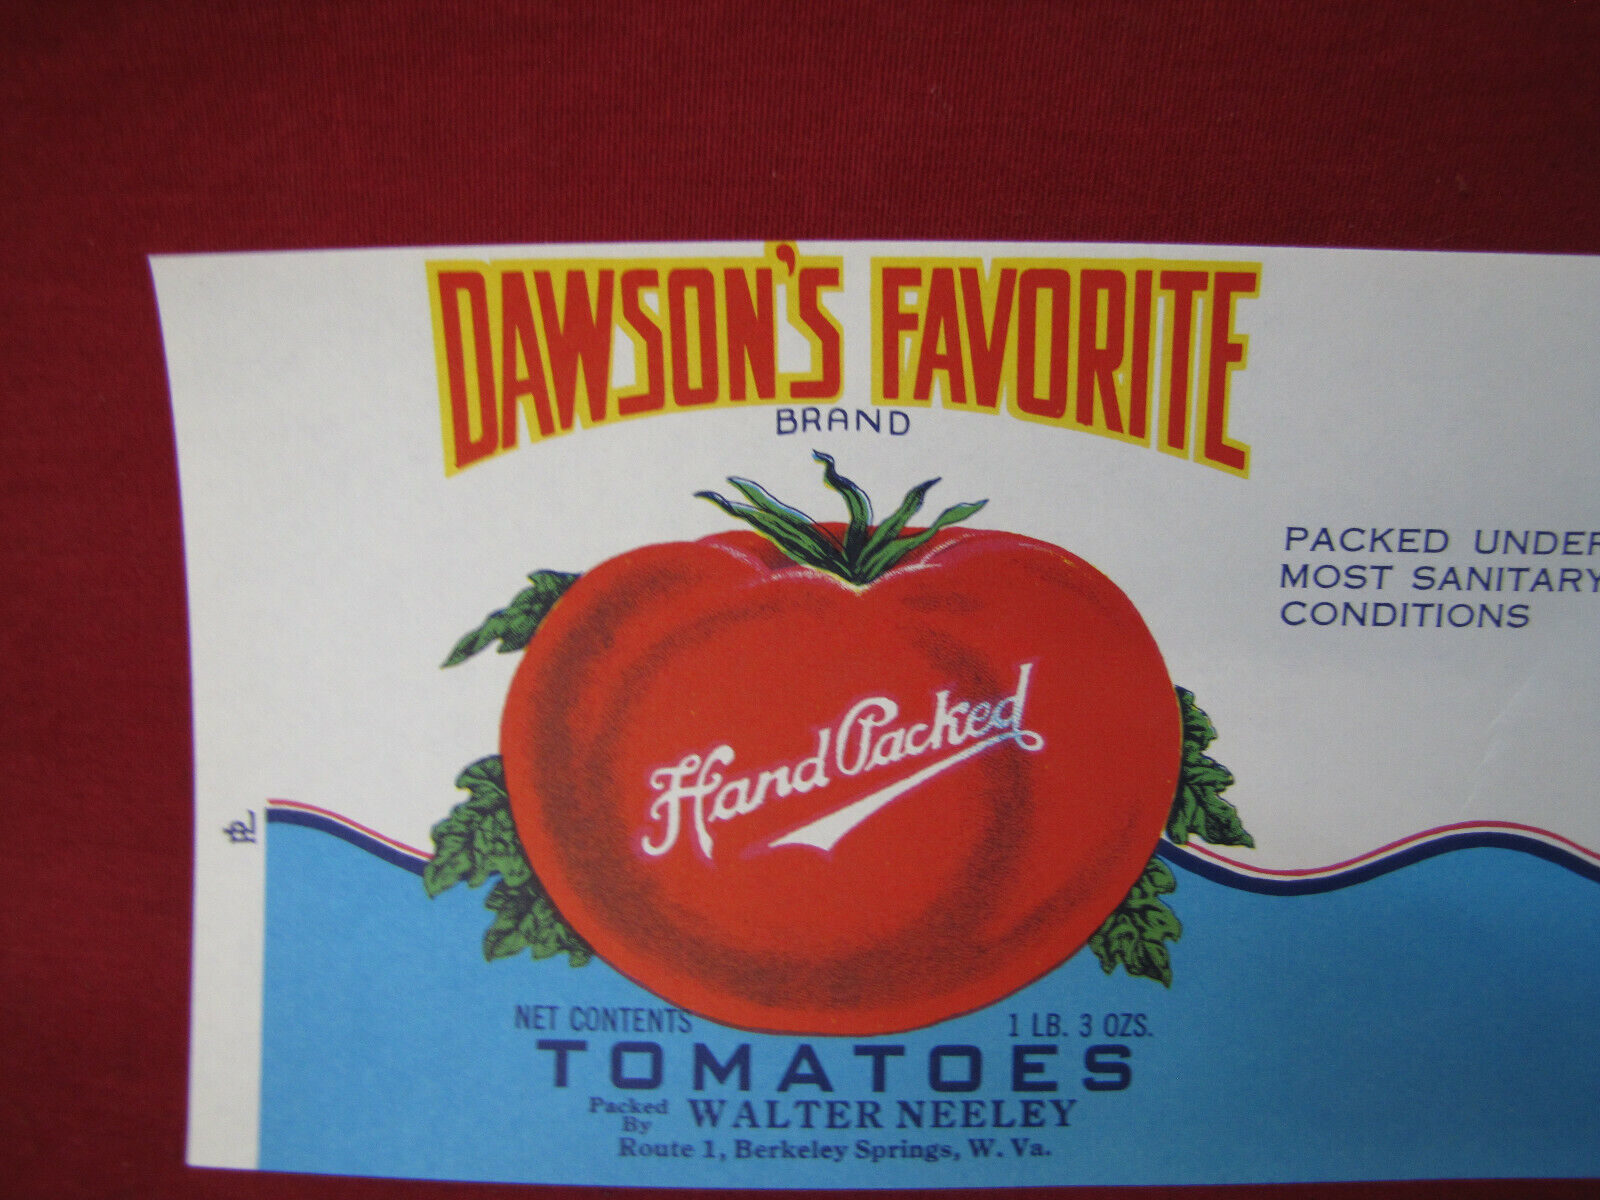 DAWSON'S FAVORITE
BRAND
PACKED UNDER
MOST SANITARY
CONDITIONS
Hand Packed
NET CONTENTS 1 LB. 3 OZS.
TOMATOES
Packed By WALTER NEELEY
Route 1, Berkeley Springs, W. Va.